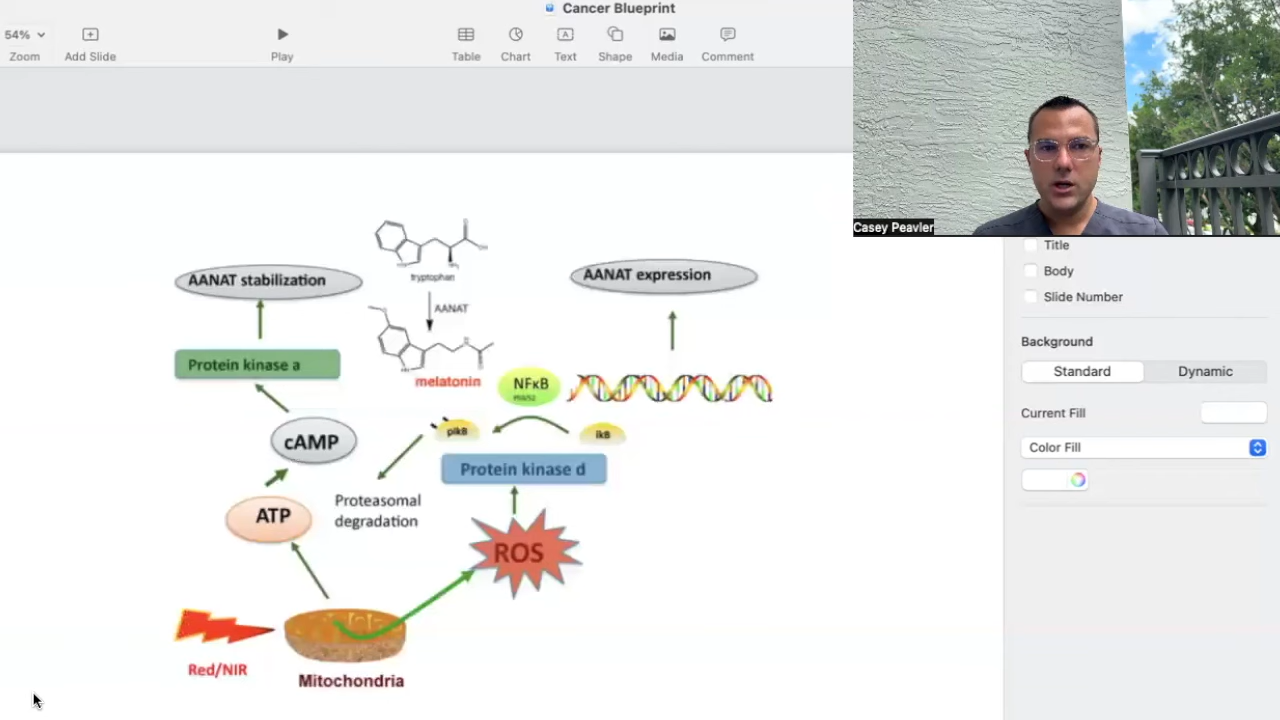 Cancer Blueprint
54%
Zoom
Add Slide
Play
Table
Chart
Text
Shape
Media
Comment
Casey Peavler
Title
Body
Slide Number
Background
Standard
Dynamic
Current Fill
Color Fill
tryptophan
AANAT stabilization
AANAT expression
AANAT
Protein kinase a
melatonin
NFκB
cAMP
pIkB
ikB
Protein kinase d
Proteasomal
degradation
ATP
ROS
Red/NIR
Mitochondria